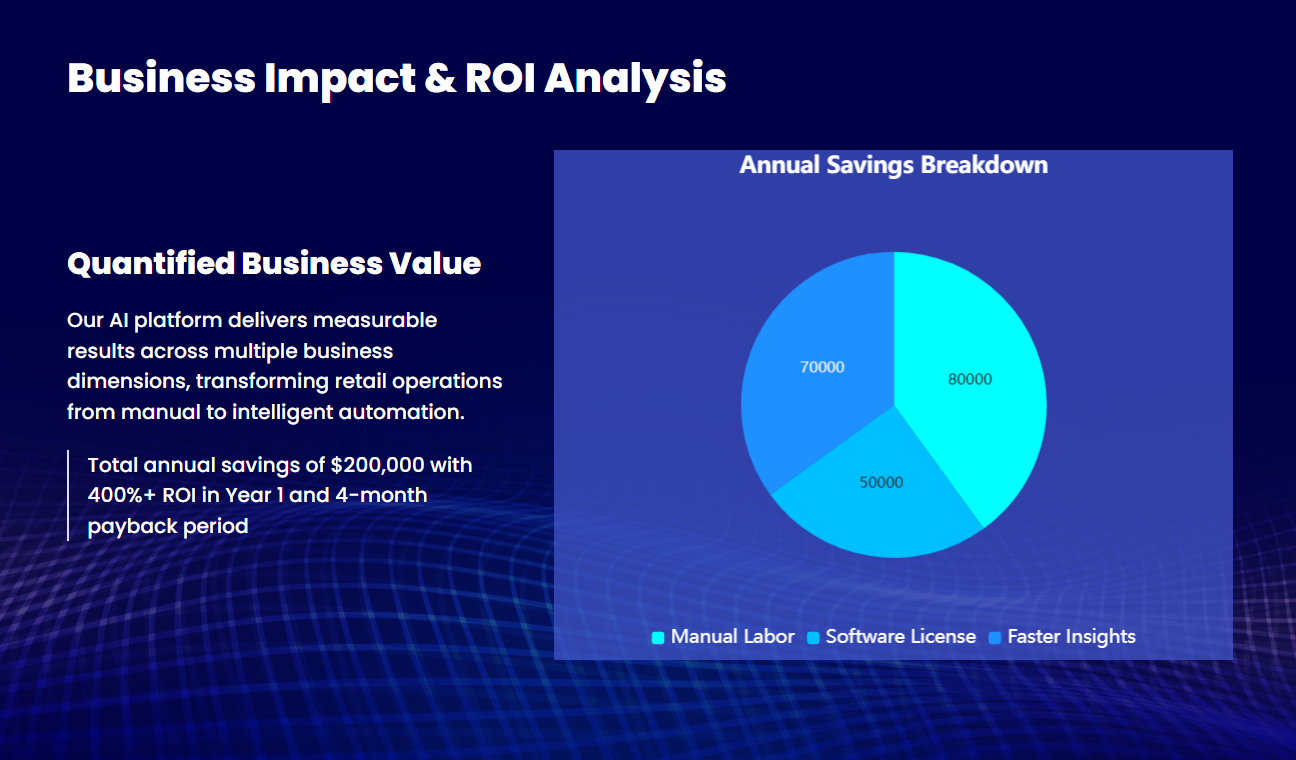 Business Impact & ROI Analysis
Quantified Business Value
Our AI platform delivers measurable
results across multiple business
dimensions, transforming retail operations
from manual to intelligent automation.
Total annual savings of $200,000 with
400%+ ROI in Year 1 and 4-month
payback period
Annual Savings Breakdown
70000
80000
50000
Manual Labor Software License Faster Insights